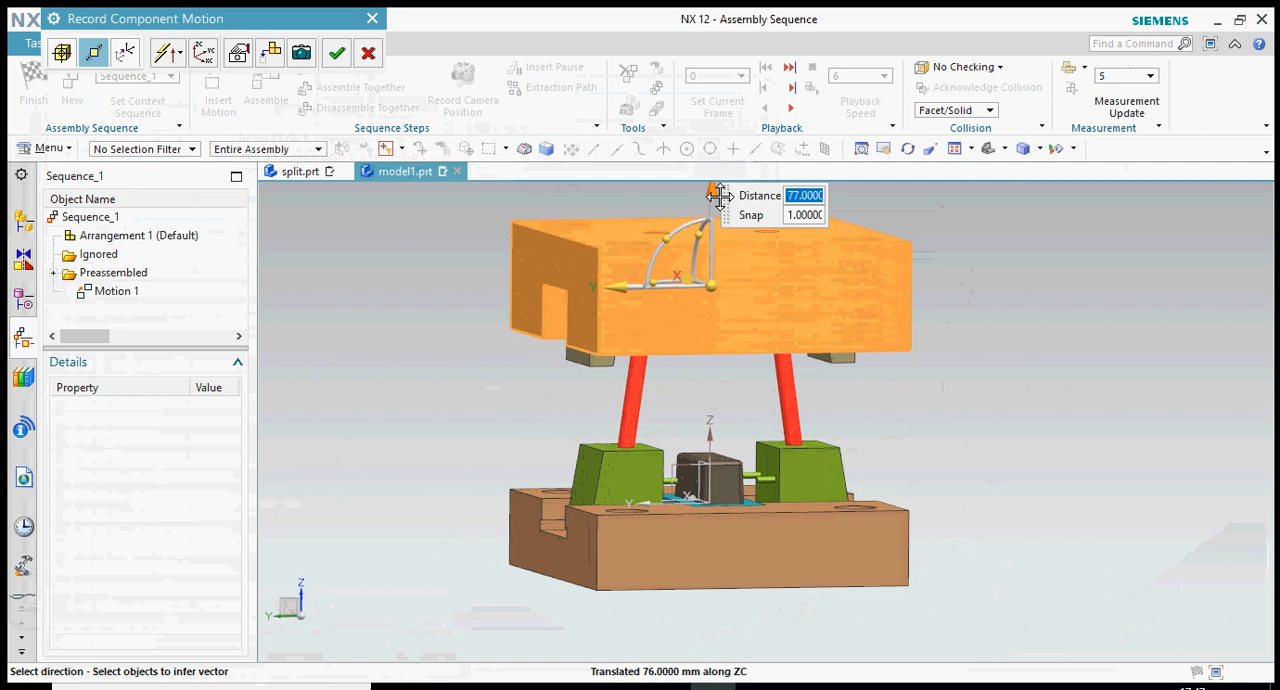 NX
Record Component Motion
NX 12 - Assembly Sequence
SIEMENS
Find a Command
Finish
New
Sequence_1
Set Context
Sequence
Assembly Sequence
Insert
Motion
Assemble
Assemble Together
Disassemble Together
Record Camera
Position
Insert Pause
Extraction Path
Sequence Steps
Tools
0
Set Current
Frame
6
Playback
Speed
Playback
No Checking
Acknowledge Collision
Facet/Solid
Collision
5
Measurement
Update
Measurement
Menu
No Selection Filter
Entire Assembly
Sequence_1
split.prt
model1.prt
Object Name
Sequence_1
Arrangement 1 (Default)
Ignored
Preassembled
Motion 1
Details
Property
Value
Distance
77.0000
Snap
1.00000
Y
X
Z
Y
X
Z
Y
Select direction - Select objects to infer vector
Translated 76.0000 mm along ZC